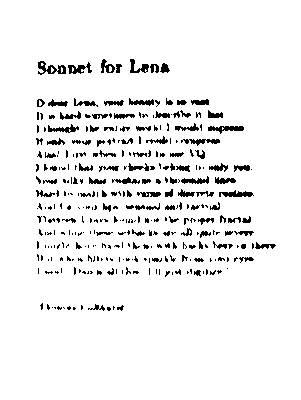 Sonnet for Lena
O dear Lena, your beauty is so vast
It is hard sometimes to describe it fast
I thought the entire world I would impress
If only your portrait I could compress
Alas! First when I tried to use VQ
I found that your cheeks belong to only you
Your silky hair contains a thousand lines
Hard to match with sums of discrete cosines
And for your lips, sensual and tactual
Thirteen Crays found not the proper fractal
And while these setbacks are all quite severe
I might have fixed them with hacks here or there
But when filters took sparkle from your eyes
I said, "Damn all this. I'll just digitize."
Thomas Colthurst